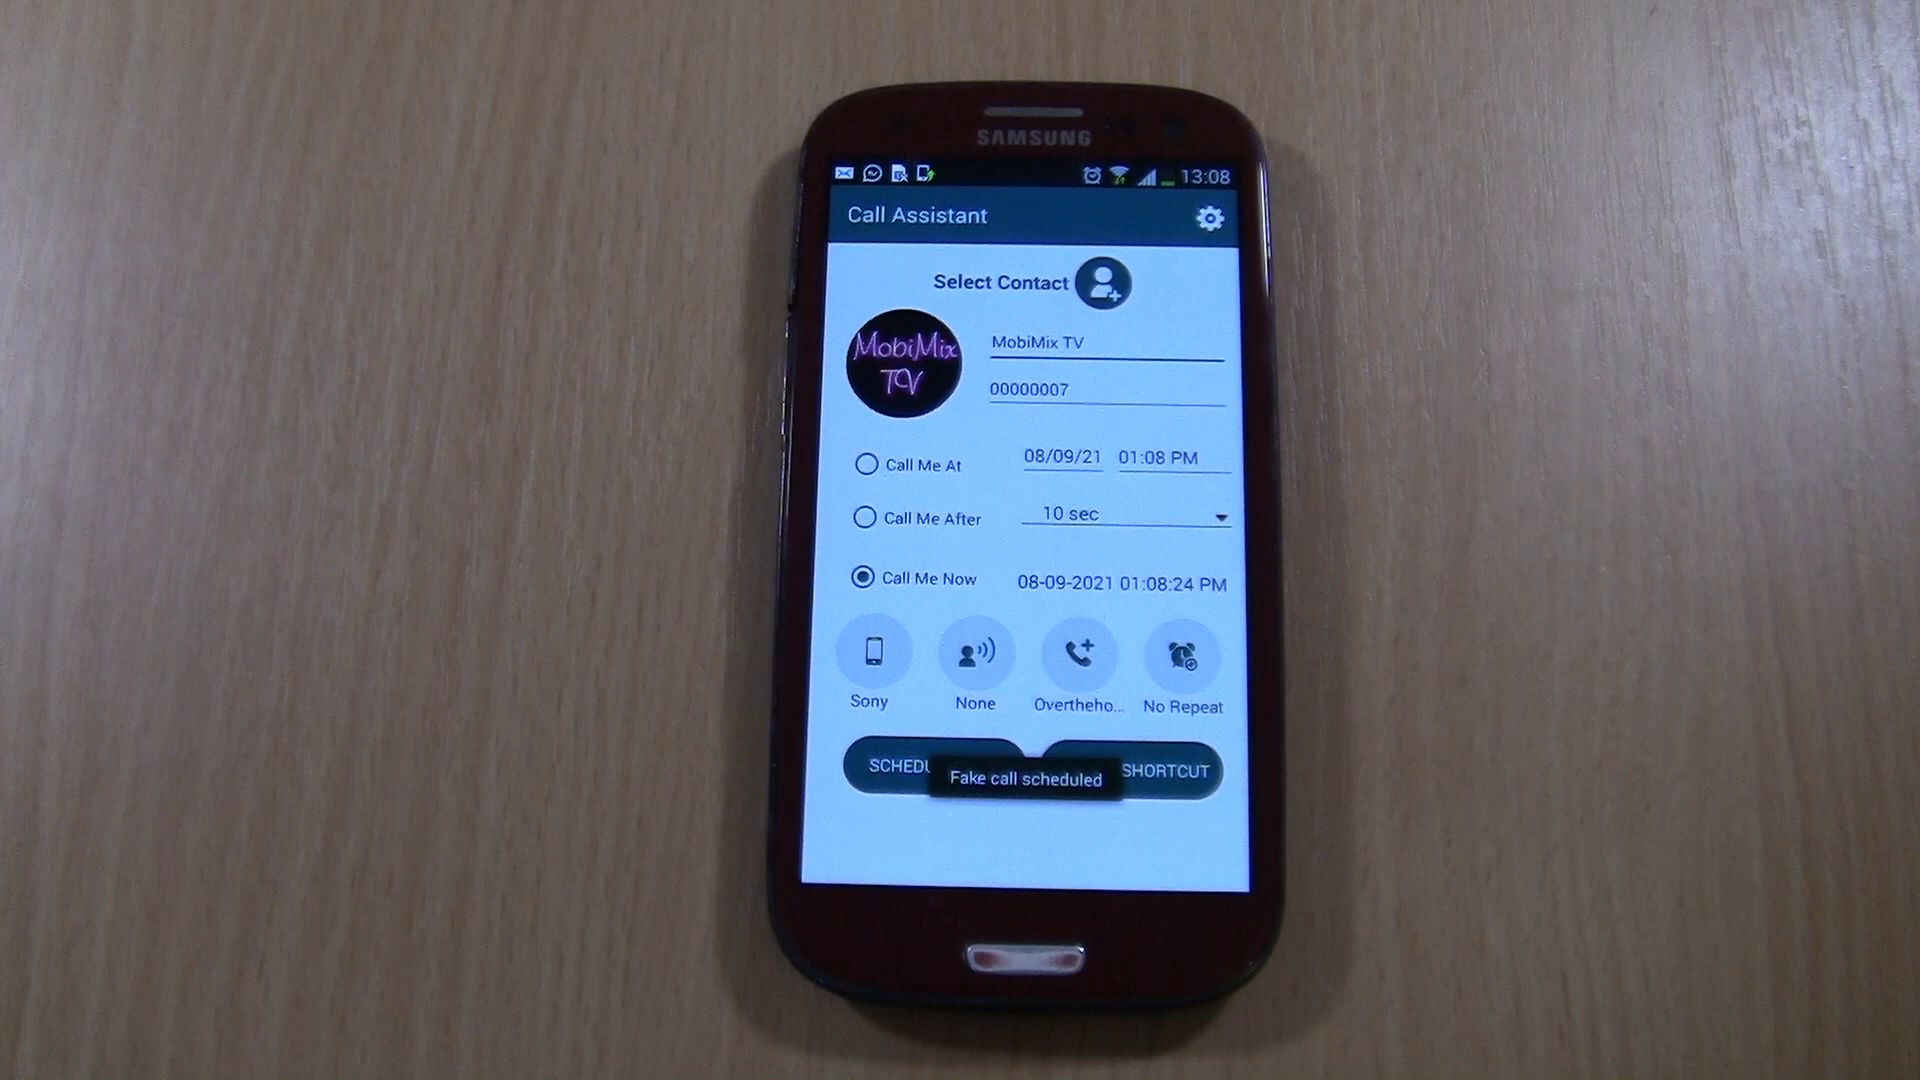 SAMSUNG
13:08
Call Assistant
Select Contact
MobiMix
TV
MobiMix TV
00000007
Call Me At 08/09/21 01:08 PM
Call Me After 10 sec
Call Me Now 08-09-2021 01:08:24 PM
Sony None Overtheho... No Repeat
SCHEDU SHORTCUT
Fake call scheduled